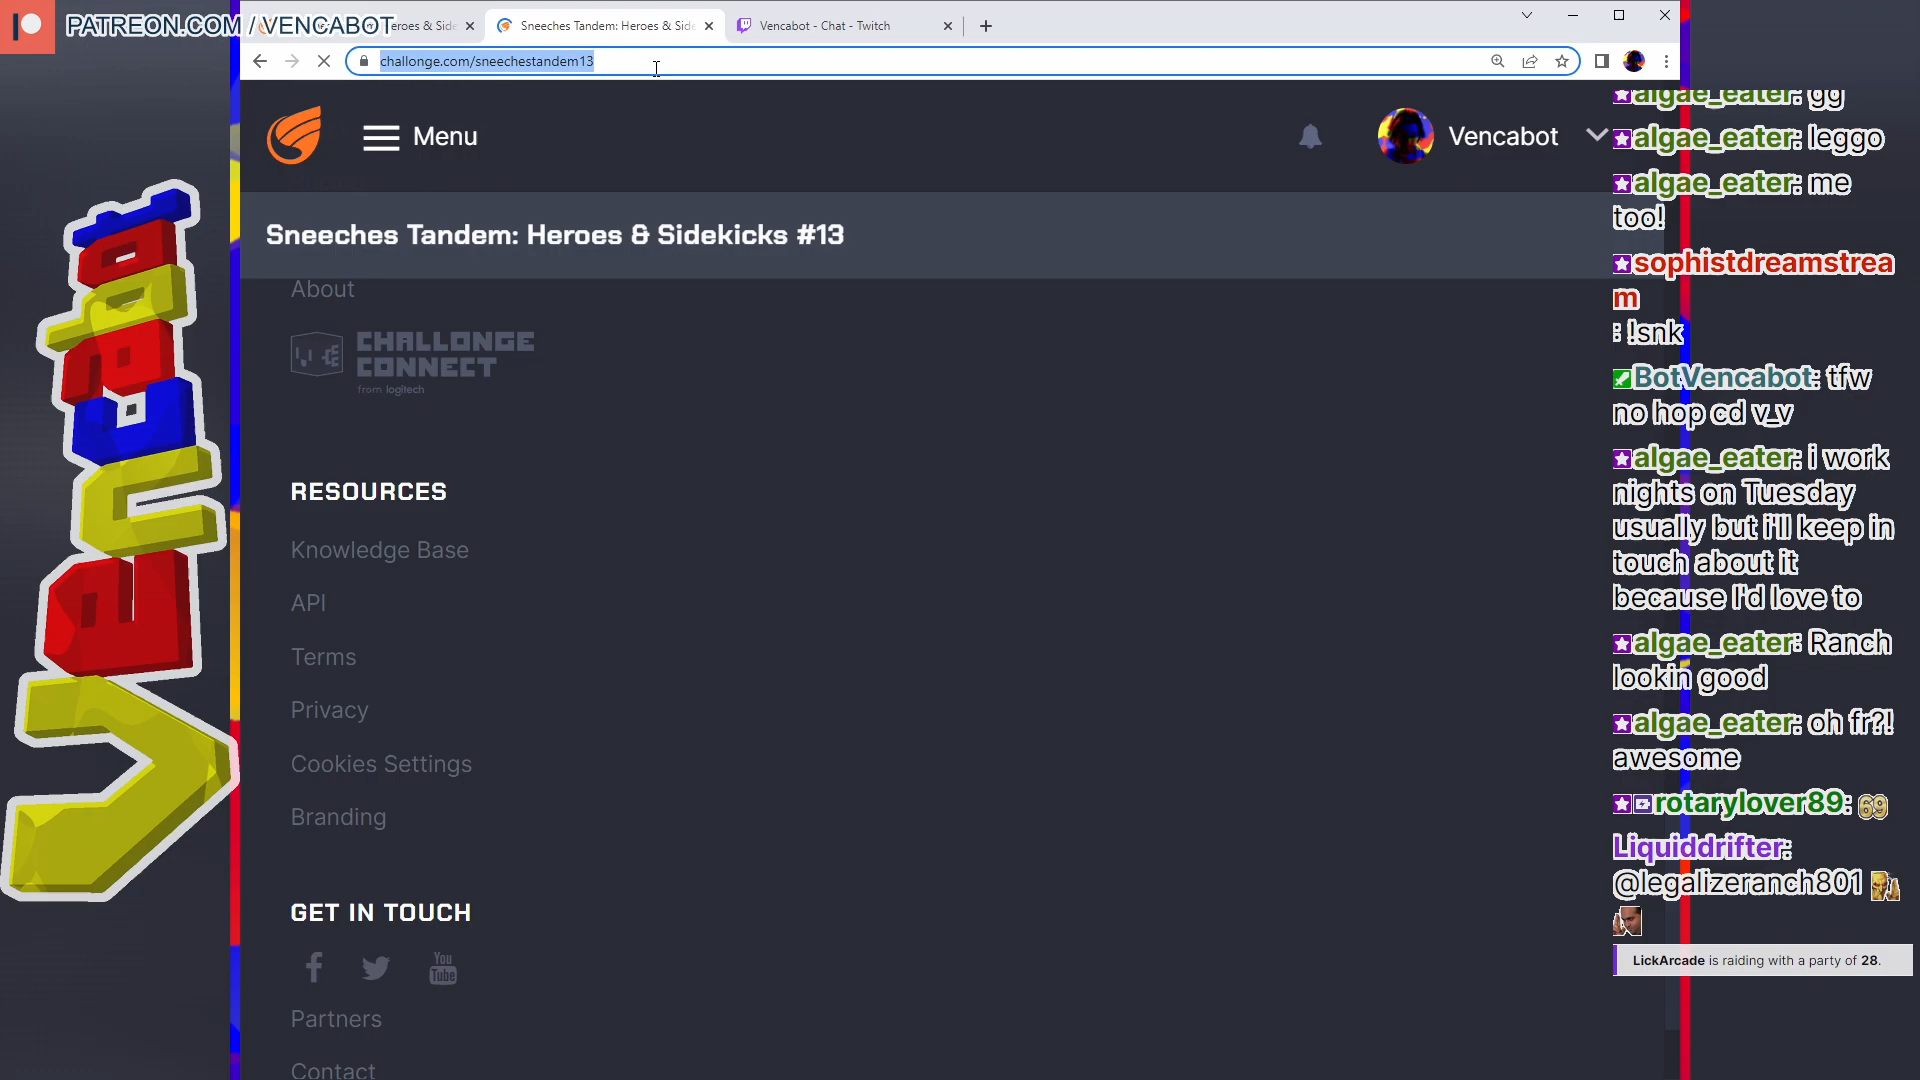 PATREON.COM / VENCABOT
eroes & Side
Sneeches Tandem: Heroes & Side
Vencabot - Chat - Twitch
challonge.com/sneechestandem13
Menu
Vencabot
Sneeches Tandem: Heroes & Sidekicks #13
About
CHALLONGE
CONNECT
from logitech
RESOURCES
Knowledge Base
API
Terms
Privacy
Cookies Settings
Branding
GET IN TOUCH
You
Tube
Partners
Contact
Vencabot
algae_eater: gg
algae_eater: leggo
algae_eater: me
too!
sophistdreamstrea
m
: !snk
BotVencabot: tfw
no hop cd v_v
algae_eater: i work
nights on Tuesday
usually but i'll keep in
touch about it
because I'd love to
algae_eater: Ranch
lookin good
algae_eater: oh fr?!
awesome
rotarylover89: 69
Liquiddrifter:
@legalizeranch801
LickArcade is raiding with a party of 28.